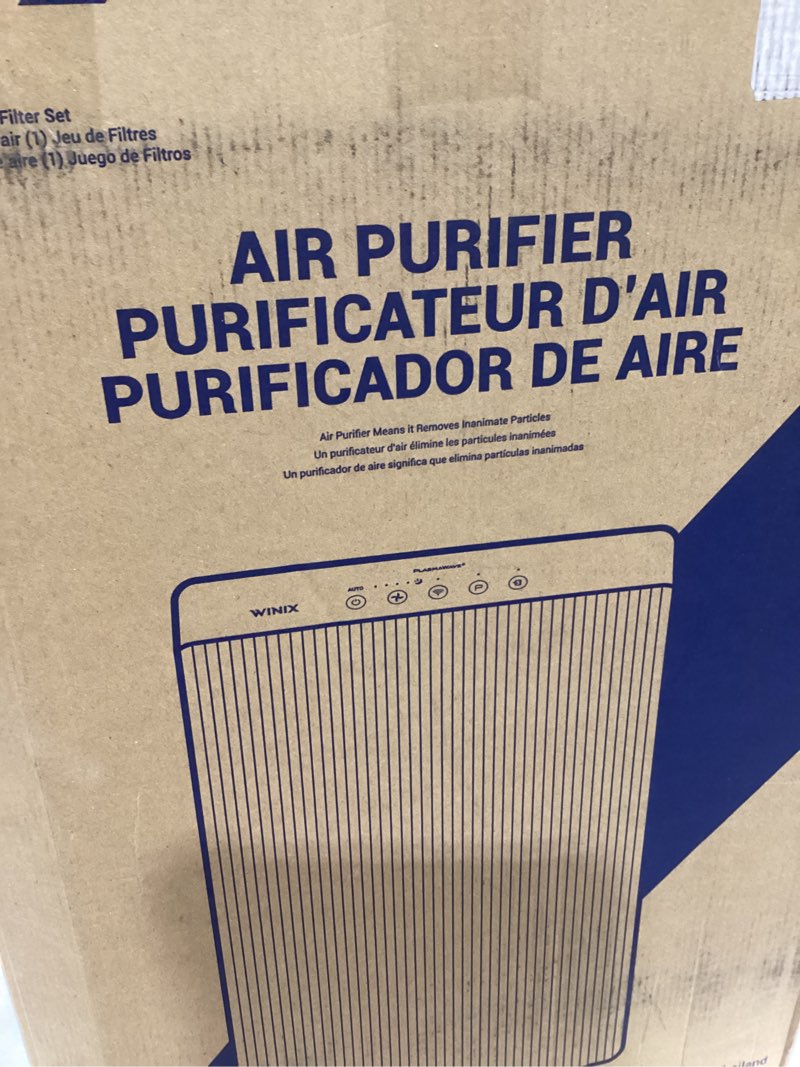 Filter Set
air (1) Jeu de Filtres
aire (1) Juego de Filtros
AIR PURIFIER
PURIFICATEUR D'AIR
PURIFICADOR DE AIRE
Air Purifier Means it Removes Inanimate Particles
Un purificateur d'air élimine les particules inanimées
Un purificador de aire significa que elimina partículas inanimadas
PLASMAWAVE®
AUTO
WINIX
P